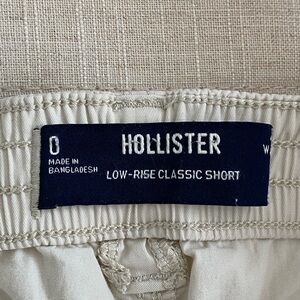 0
HOLLISTER
W
MADE IN
BANGLADESH
LOW-RISE CLASSIC SHORT